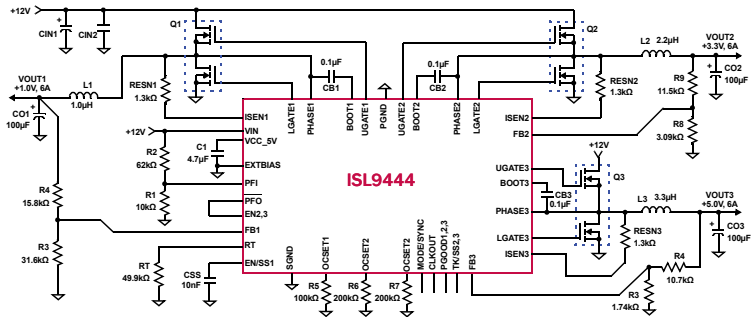 +12V
Q1
Q2
CIN1
CIN2
L2 2.2µH
VOUT2
+3.3V, 6A
VOUT1
+1.0V, 6A
L1
1.0µH
RESN1
1.3kΩ
0.1µF
CB1
0.1µF
CB2
RESN2
1.3kΩ
R9
11.5kΩ
CO2
100µF
CO1
100µF
LGATE1
PHASE1
BOOT1
UGATE1
PGND
UGATE2
BOOT2
PHASE2
LGATE2
ISEN1
ISEN2
R8
3.09kΩ
+12V
VIN
VCC_5V
FB2
C1
4.7µF
R2
62kΩ
+12V
EXTBIAS
UGATE3
Q3
ISL9444
PFI
BOOT3
CB3
0.1µF
R4
15.8kΩ
R1
10kΩ
PFO
EN2,3
PHASE3
L3 3.3µH
VOUT3
+5.0V, 6A
FB1
LGATE3
RESN3
1.3kΩ
CO3
100µF
R3
31.6kΩ
RT
ISEN3
EN/SS1
RT
49.9kΩ
CSS
10nF
SGND
OCSET1
OCSET2
OCSET2
MODE/SYNC
CLKOUT
PGOOD1,2,3
TK/SS2,3
FB3
R4
10.7kΩ
R5
100kΩ
R6
200kΩ
R7
200kΩ
R3
1.74kΩ